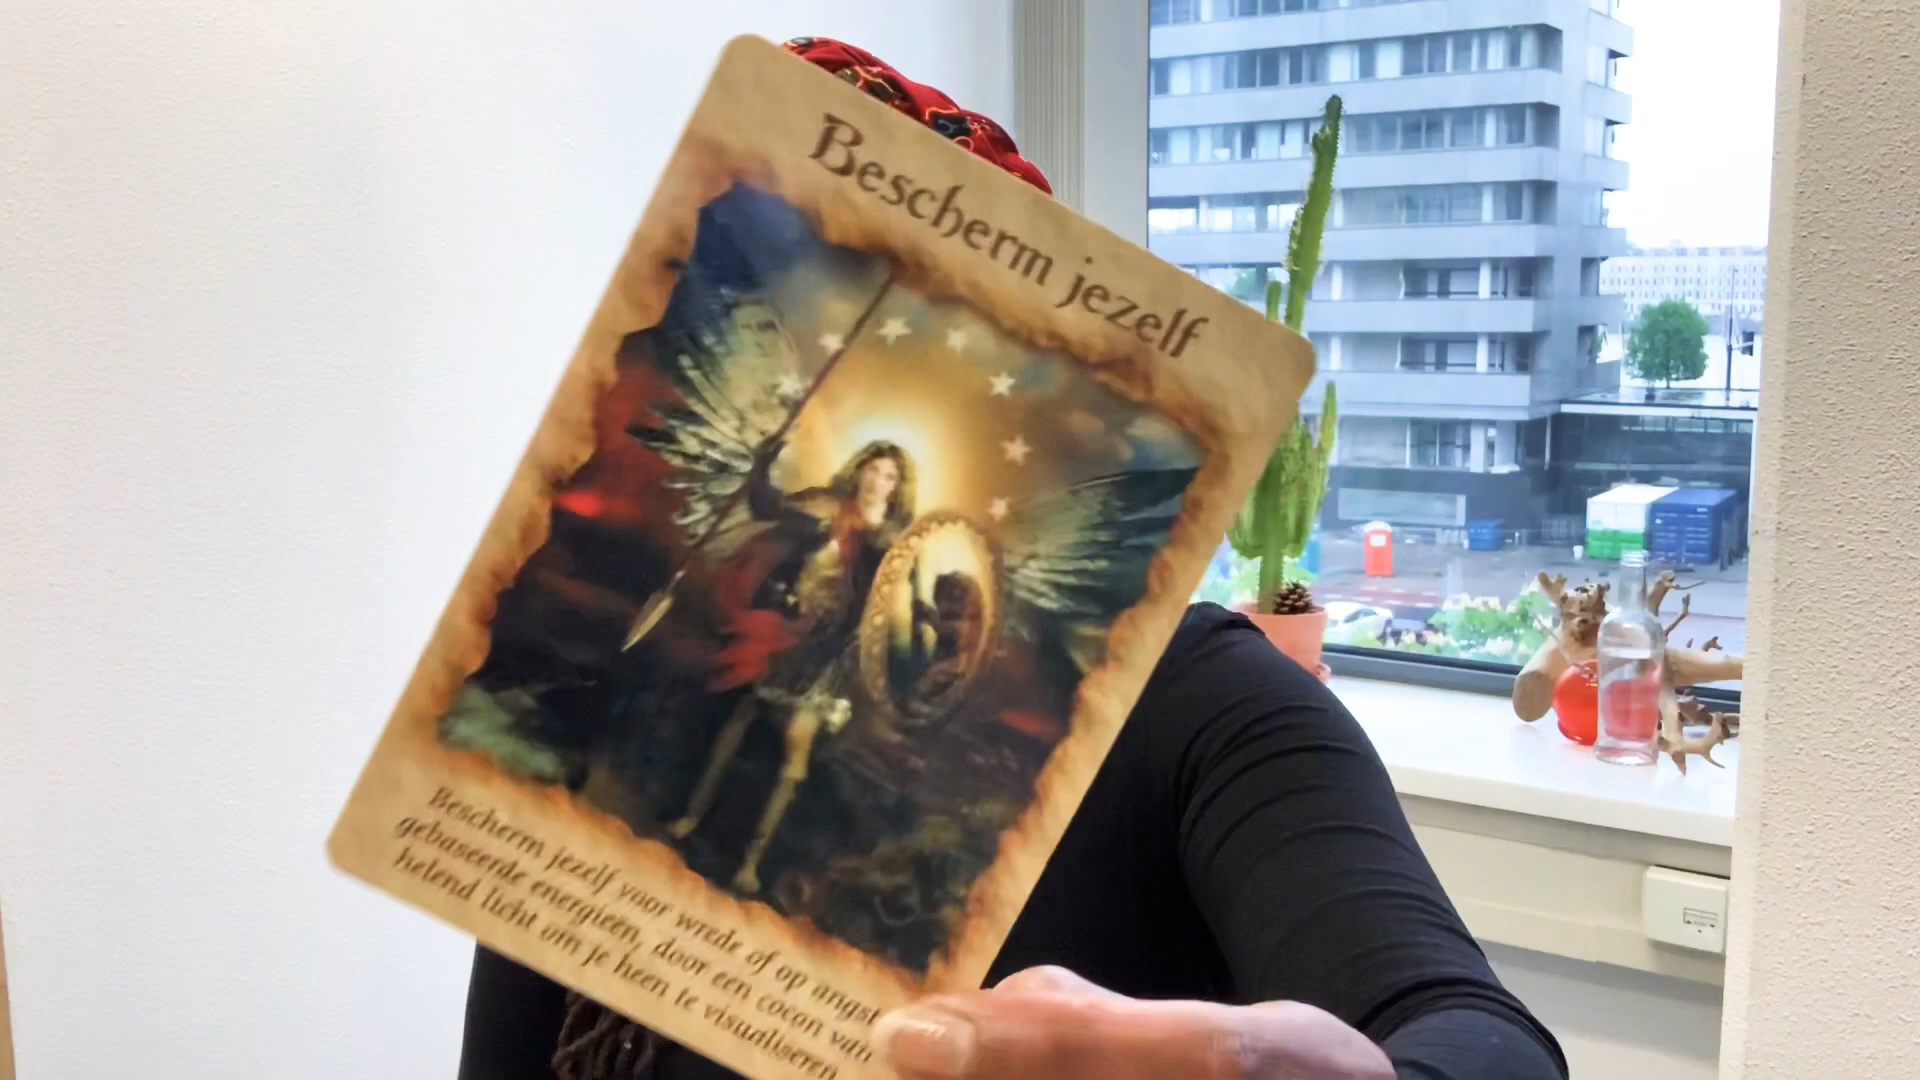 Bescherm jezelf
Bescherm jezelf voor wrede of op angst
gebaseerde energieën, door een cocon van
helend licht om je heen te visualiseren